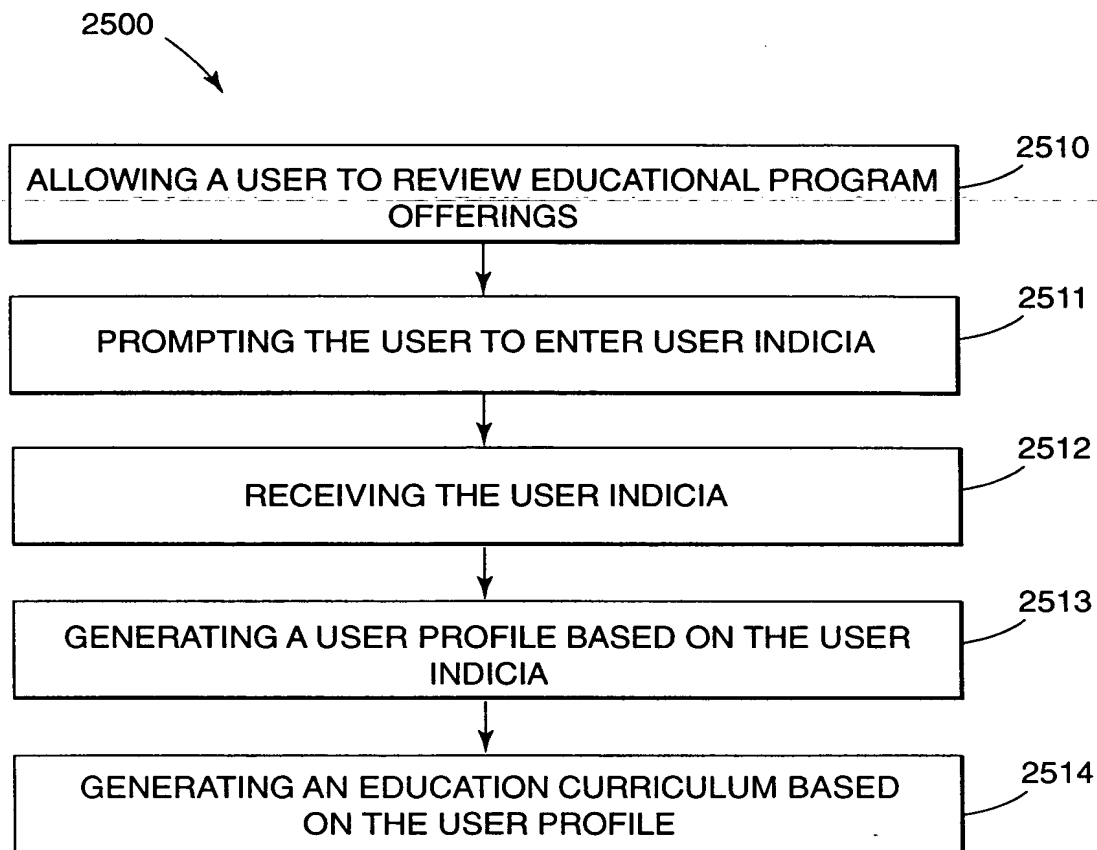 2500
2510
ALLOWING A USER TO REVIEW EDUCATIONAL PROGRAM
OFFERINGS
2511
PROMPTING THE USER TO ENTER USER INDICIA
2512
RECEIVING THE USER INDICIA
2513
GENERATING A USER PROFILE BASED ON THE USER
INDICIA
2514
GENERATING AN EDUCATION CURRICULUM BASED
ON THE USER PROFILE